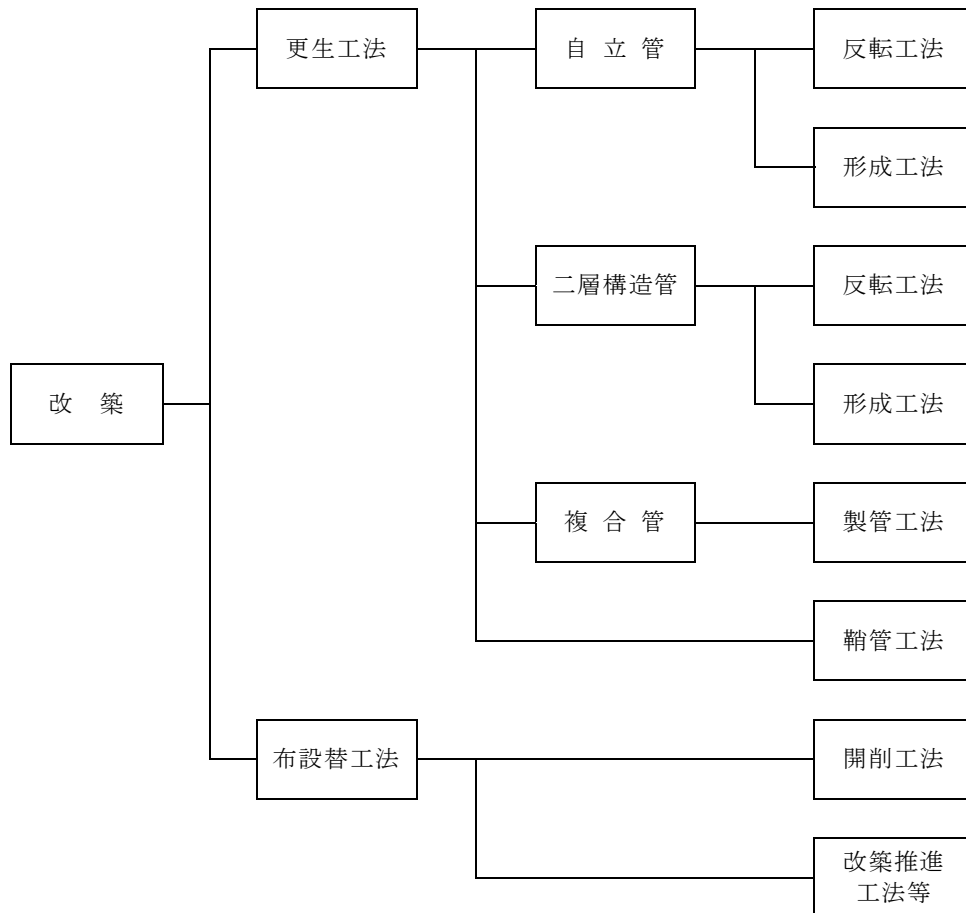 更生工法
自 立 管
反転工法
形成工法
二層構造管
反転工法
形成工法
改 築
複 合 管
製管工法
鞘管工法
布設替工法
開削工法
改築推進
工法等